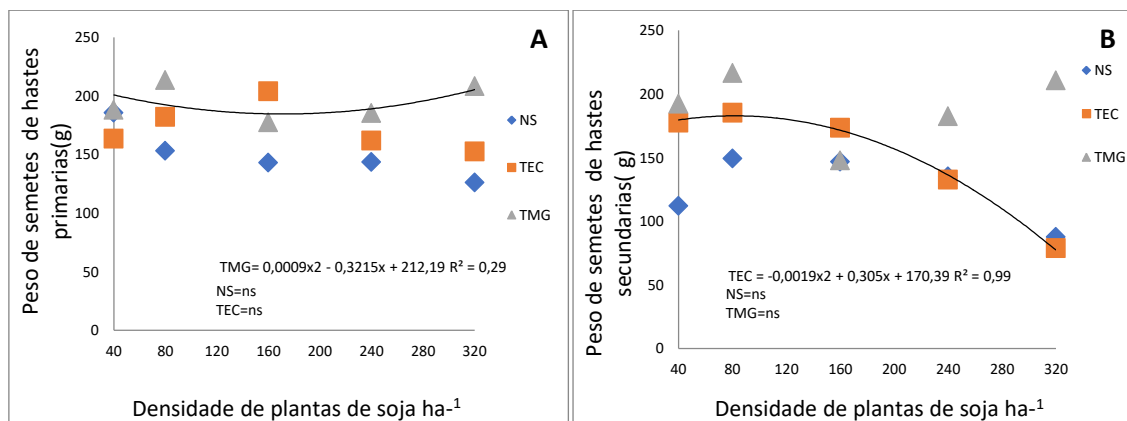 A
Peso de semetes de hastes
primarias(g)
250
200
150
100
50
0
40 80 120 160 200 240 280 320
NS
TEC
TMG
TMG= 0,0009x2 - 0,3215x + 212,19 R² = 0,29
NS=ns
TEC=ns
Densidade de plantas de soja ha-¹
B
Peso de semetes de hastes
secundarias( g)
250
200
150
100
50
0
40 80 120 160 200 240 280 320
NS
TEC
TMG
TEC = -0,0019x2 + 0,305x + 170,39 R² = 0,99
NS=ns
TMG=ns
Densidade de plantas de soja ha-¹